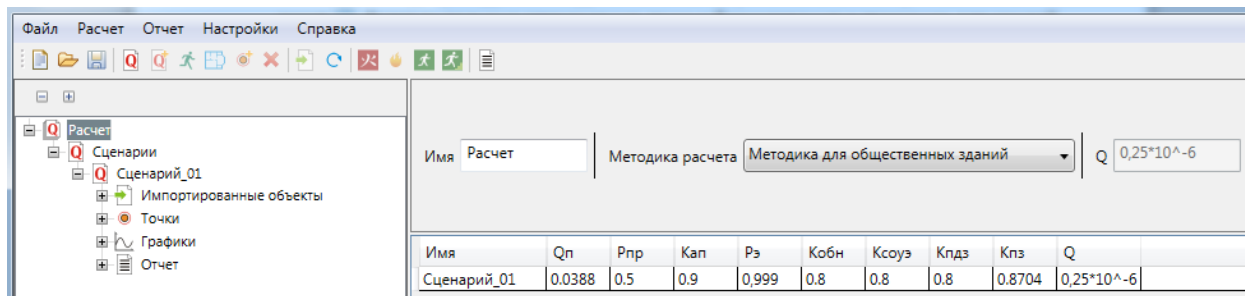 Файл Расчет Отчет Настройки Справка
Расчет
Сценарии
Сценарий_01
Импортированные объекты
Точки
Графики
Отчет
Имя Расчет Методика расчета Методика для общественных зданий Q 0,25*10^-6
Имя Qп Pпр Кап Рэ Кобн Ксоуэ Кпдз Кпз Q
Сценарий_01 0.0388 0.5 0.9 0,999 0.8 0.8 0.8 0.8704 0,25*10^-6